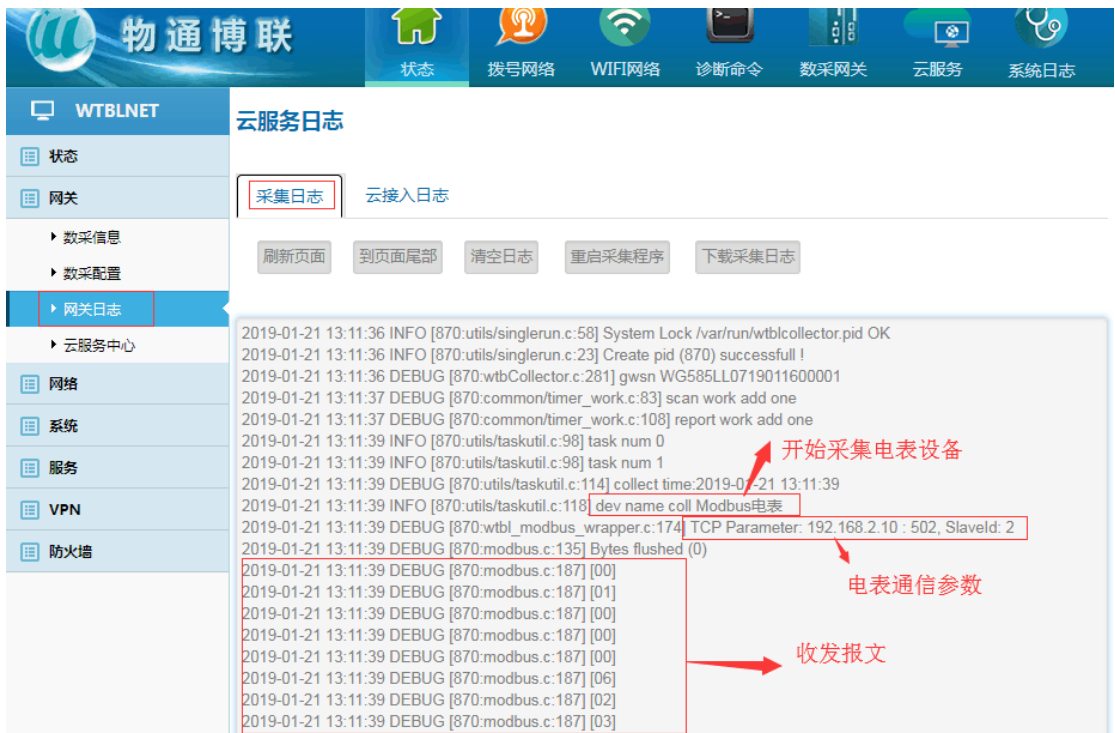 物通博联
状态
拨号网络
WIFI网络
诊断命令
数采网关
云服务
系统日志
WTBLNET
状态
网关
数采信息
数采配置
网关日志
云服务中心
网络
系统
服务
VPN
防火墙
云服务日志
采集日志
云接入日志
刷新页面
到页面尾部
清空日志
重启采集程序
下载采集日志
2019-01-21 13:11:36 INFO [870:utils/singlerun.c:58] System Lock /var/run/wtblcollector.pid OK
2019-01-21 13:11:36 INFO [870:utils/singlerun.c:23] Create pid (870) successfull !
2019-01-21 13:11:36 DEBUG [870:wtbCollector.c:281] gwsn WG585LL0719011600001
2019-01-21 13:11:37 DEBUG [870:common/timer_work.c:83] scan work add one
2019-01-21 13:11:37 DEBUG [870:common/timer_work.c:108] report work add one
2019-01-21 13:11:39 INFO [870:utils/taskutil.c:98] task num 0
2019-01-21 13:11:39 INFO [870:utils/taskutil.c:98] task num 1
开始采集电表设备
2019-01-21 13:11:39 DEBUG [870:utils/taskutil.c:114] collect time:2019-01-21 13:11:39
2019-01-21 13:11:39 INFO [870:utils/taskutil.c:118] dev name coll Modbus电表
2019-01-21 13:11:39 DEBUG [870:wtbl_modbus_wrapper.c:174] TCP Parameter: 192.168.2.10 : 502, SlaveId: 2
2019-01-21 13:11:39 DEBUG [870:modbus.c:135] Bytes flushed (0)
2019-01-21 13:11:39 DEBUG [870:modbus.c:187] [00]
电表通信参数
2019-01-21 13:11:39 DEBUG [870:modbus.c:187] [01]
2019-01-21 13:11:39 DEBUG [870:modbus.c:187] [00]
2019-01-21 13:11:39 DEBUG [870:modbus.c:187] [00]
2019-01-21 13:11:39 DEBUG [870:modbus.c:187] [00]
收发报文
2019-01-21 13:11:39 DEBUG [870:modbus.c:187] [06]
2019-01-21 13:11:39 DEBUG [870:modbus.c:187] [02]
2019-01-21 13:11:39 DEBUG [870:modbus.c:187] [03]